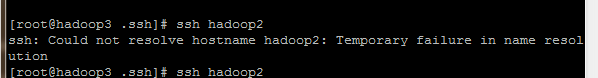 [root@hadoop3 .ssh]# ssh hadoop2
ssh: Could not resolve hostname hadoop2: Temporary failure in name resol
ution
[root@hadoop3 .ssh]# ssh hadoop2